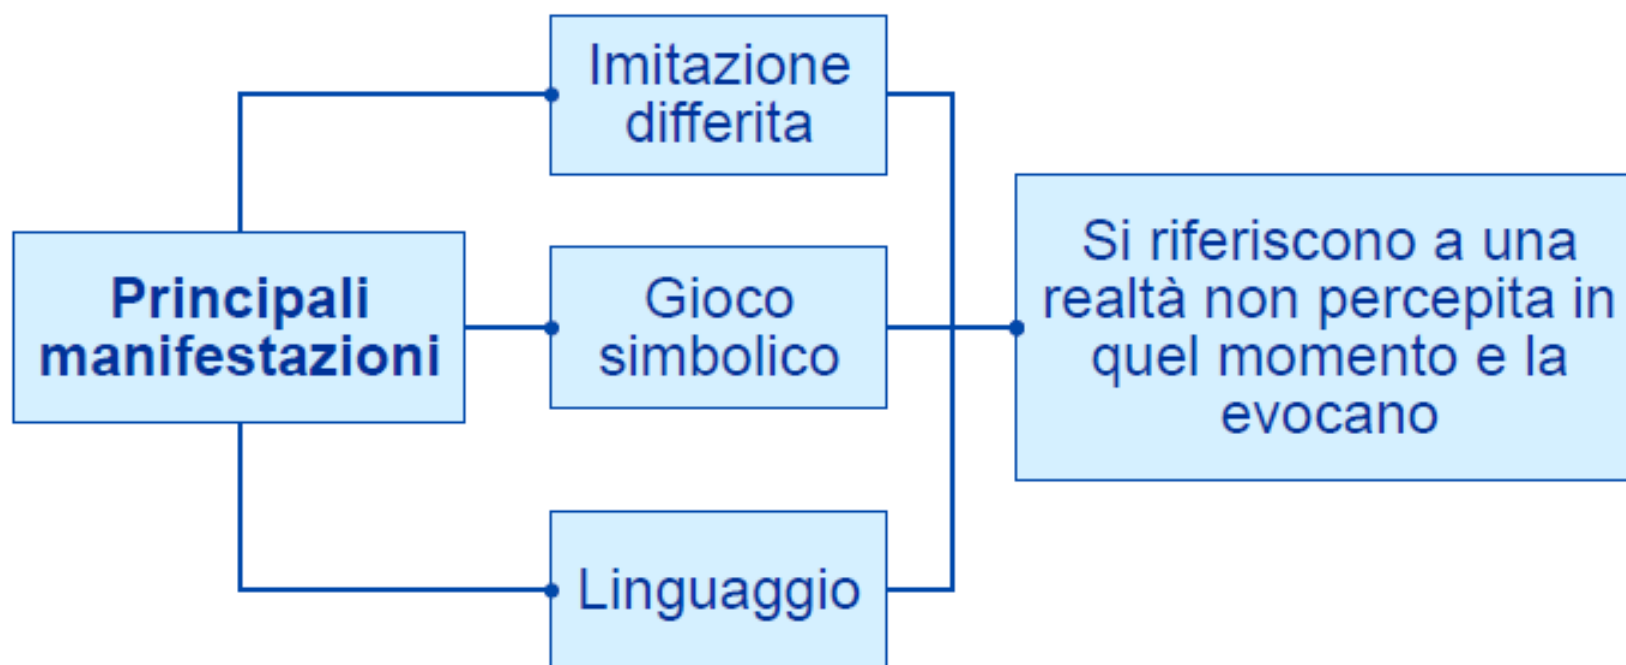 Imitazione
differita
Principali
manifestazioni
Gioco
simbolico
Linguaggio
Si riferiscono a una
realtà non percepita in
quel momento e la
evocano